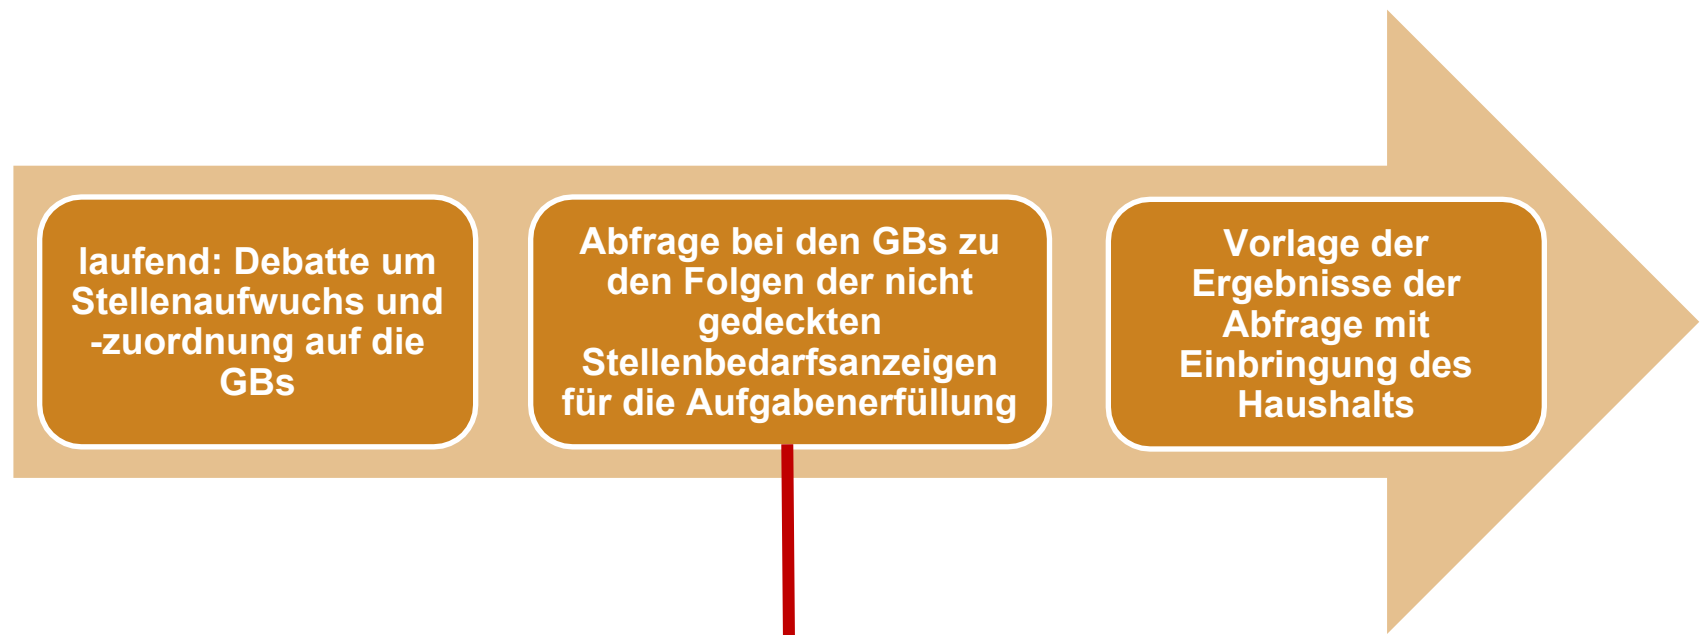 laufend: Debatte um
Stellenaufwuchs und
-zuordnung auf die
GBs
Abfrage bei den GBs zu
den Folgen der nicht
gedeckten
Stellenbedarfsanzeigen
für die Aufgabenerfüllung
Vorlage der
Ergebnisse der
Abfrage mit
Einbringung des
Haushalts